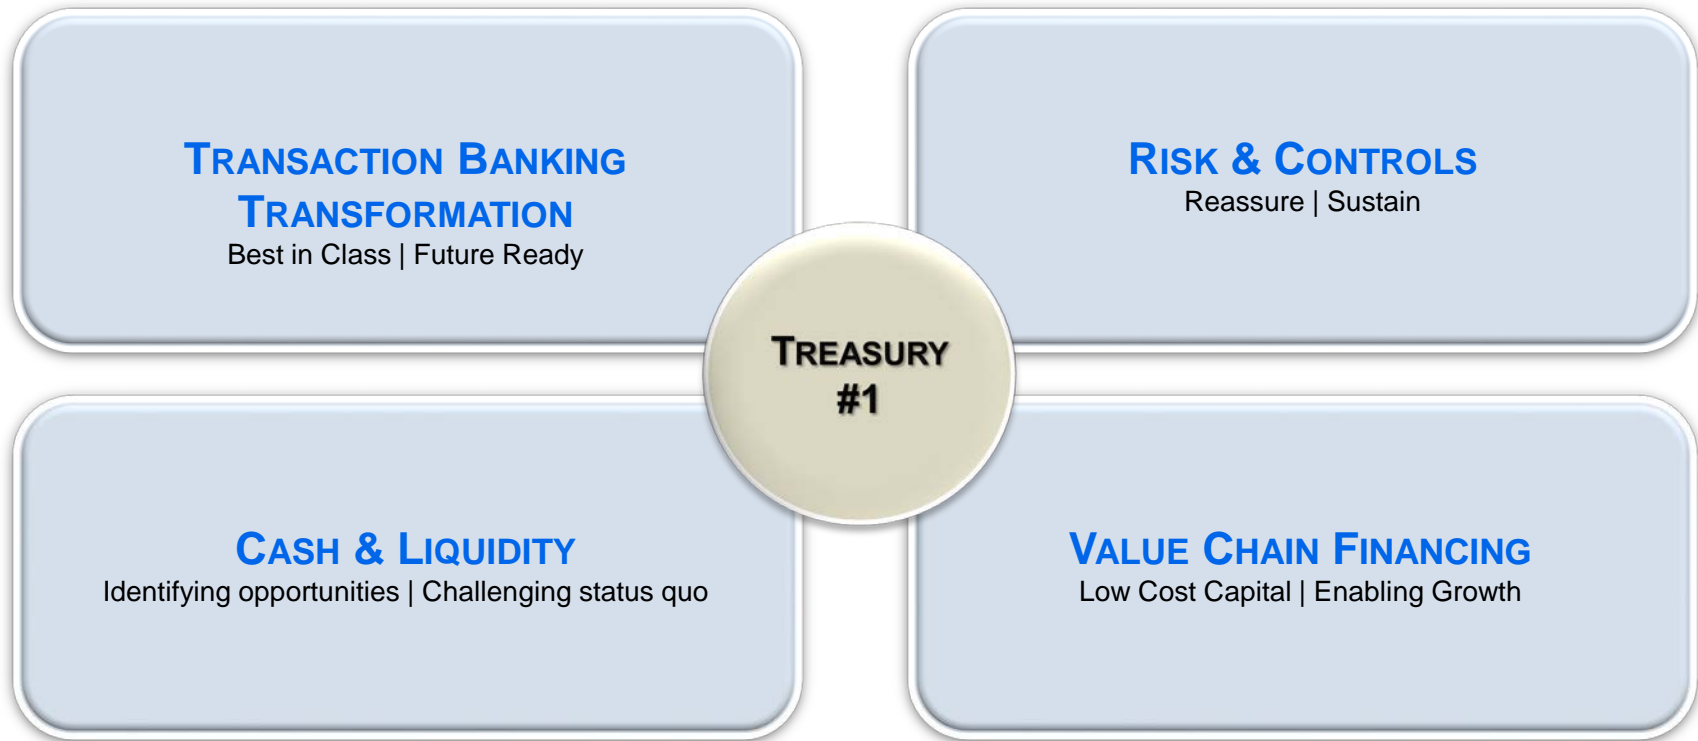 TRANSACTION BANKING
TRANSFORMATION
Best in Class | Future Ready
RISK & CONTROLS
Reassure | Sustain
TREASURY
#1
CASH & LIQUIDITY
Identifying opportunities | Challenging status quo
VALUE CHAIN FINANCING
Low Cost Capital | Enabling Growth